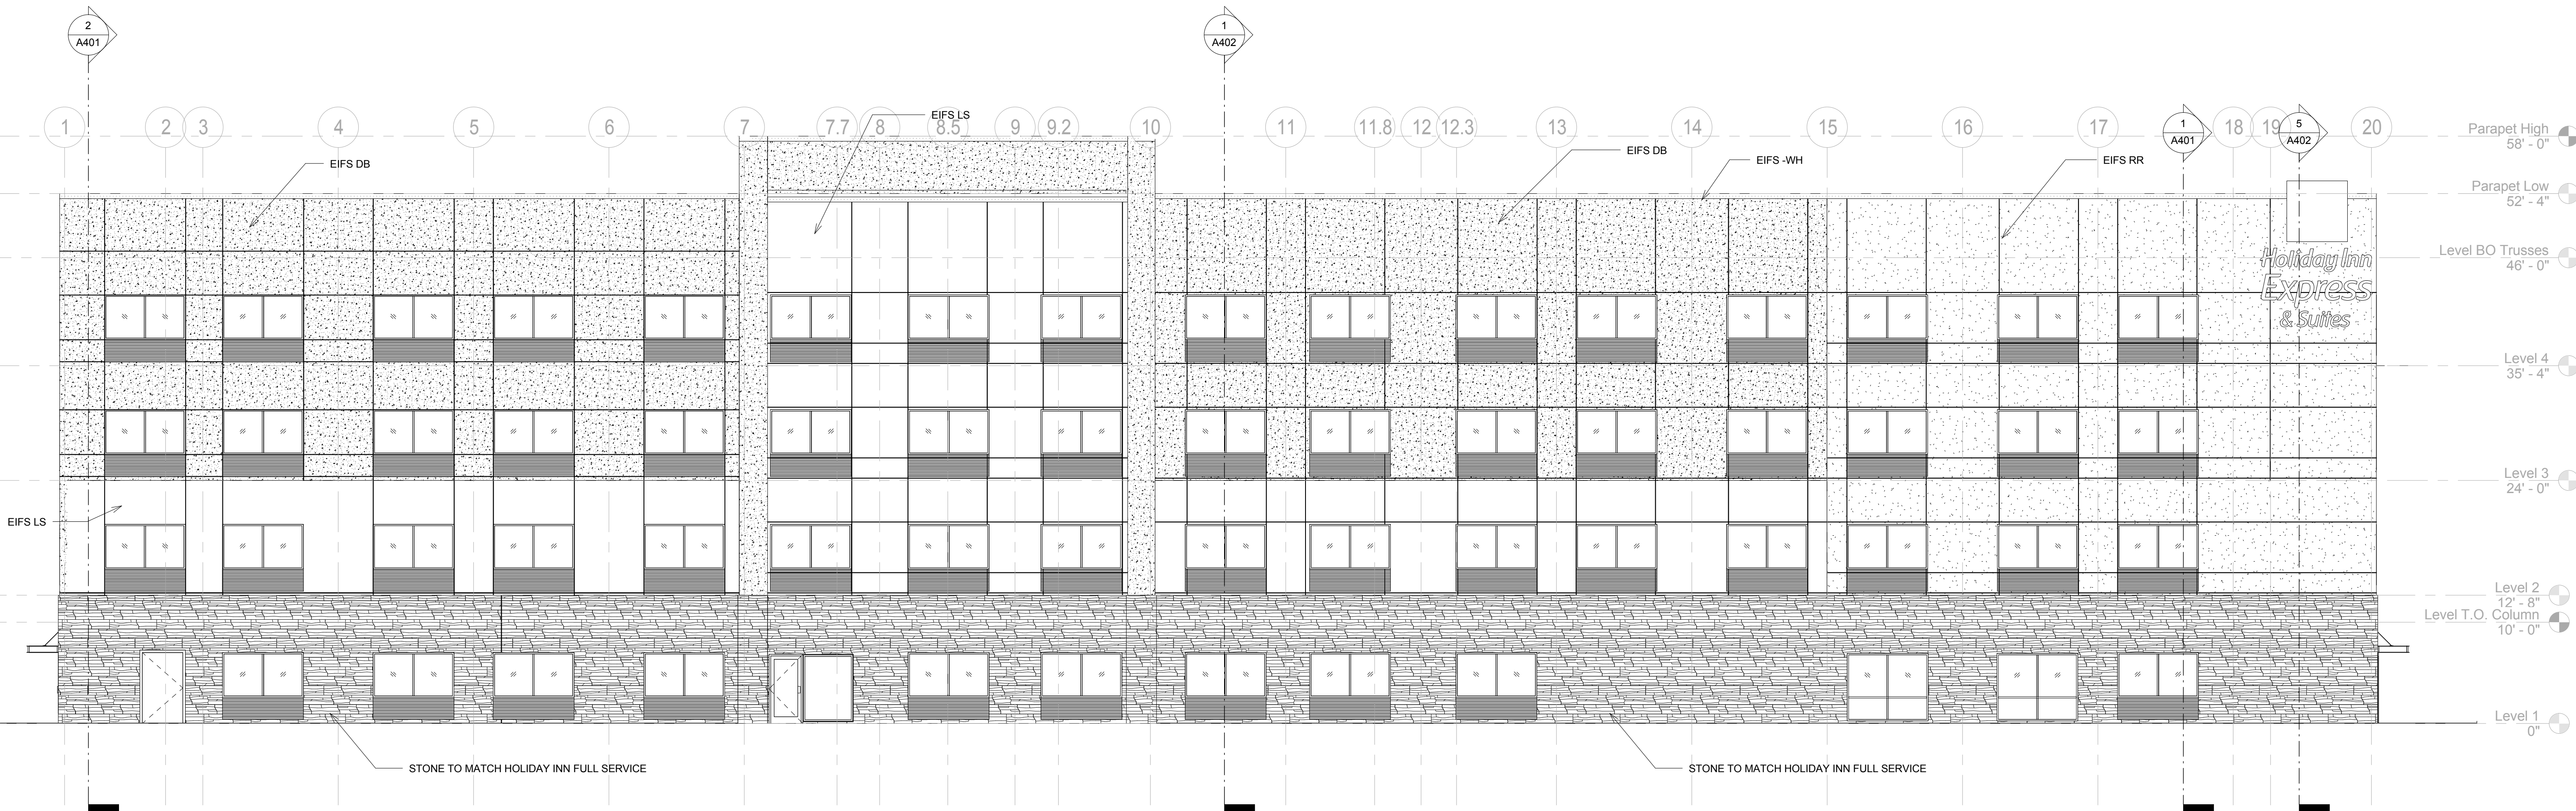 2
A401
1
A402
1
A401
5
A402
1
2
3
4
5
6
7
7.7
8
8.5
9
9.2
10
11
11.8
12
12.3
13
14
15
16
17
18
19
20
EIFS LS
EIFS DB
EIFS DB
EIFS -WH
EIFS RR
Parapet High
58' - 0"
Parapet Low
52' - 4"
Level BO Trusses
46' - 0"
Holiday Inn
Express
& Suites
Level 4
35' - 4"
Level 3
24' - 0"
EIFS LS
Level 2
12' - 8"
Level T.O. Column
10' - 0"
Level 1
0"
STONE TO MATCH HOLIDAY INN FULL SERVICE
STONE TO MATCH HOLIDAY INN FULL SERVICE